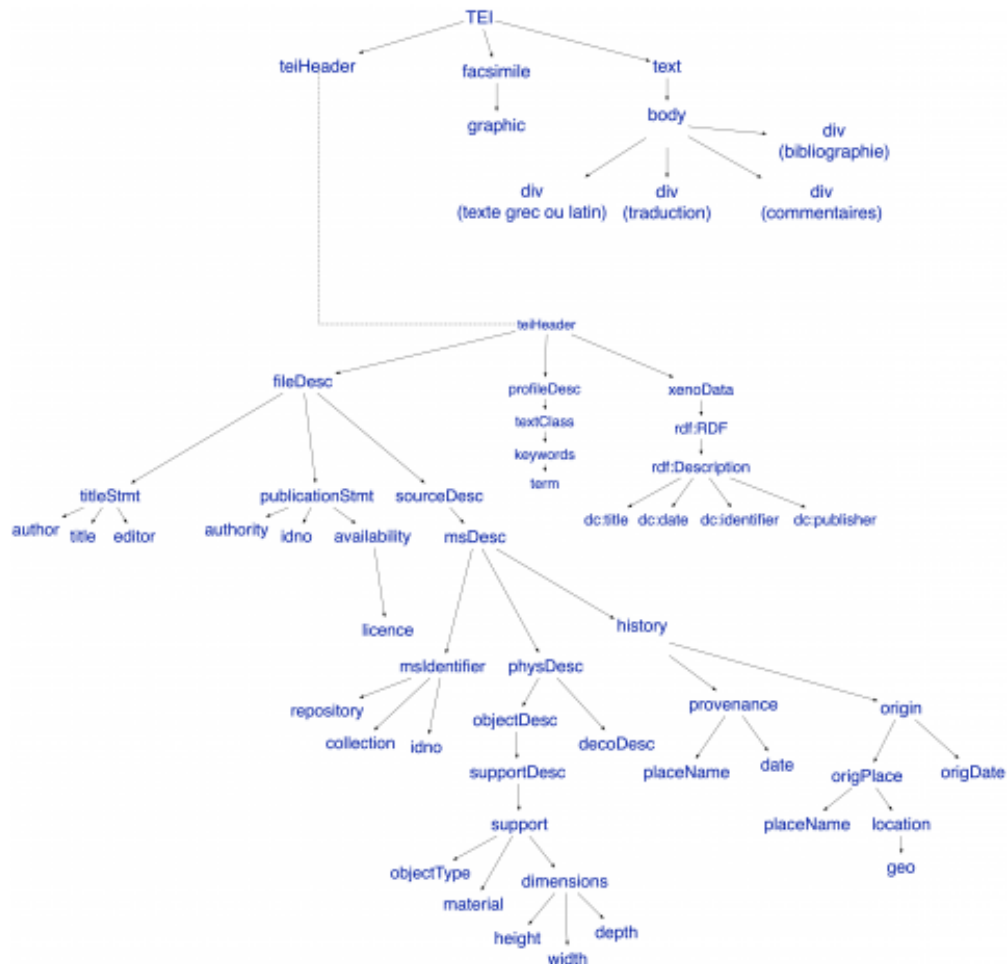 TEI
teiHeader
facsimile
text
graphic
body
div
(bibliographie)
div
(texte grec ou latin)
div
(traduction)
div
(commentaires)
teiHeader
fileDesc
profileDesc
xenoData
textClass
rdf:RDF
keywords
rdf:Description
term
titleStmt
publicationStmt
sourceDesc
author
title
editor
authority
idno
availability
msDesc
dc:title
dc:date
dc:identifier
dc:publisher
licence
history
msIdentifier
physDesc
repository
collection
idno
objectDesc
decoDesc
provenance
origin
supportDesc
placeName
date
origPlace
origDate
support
placeName
location
objectType
material
dimensions
geo
height
width
depth